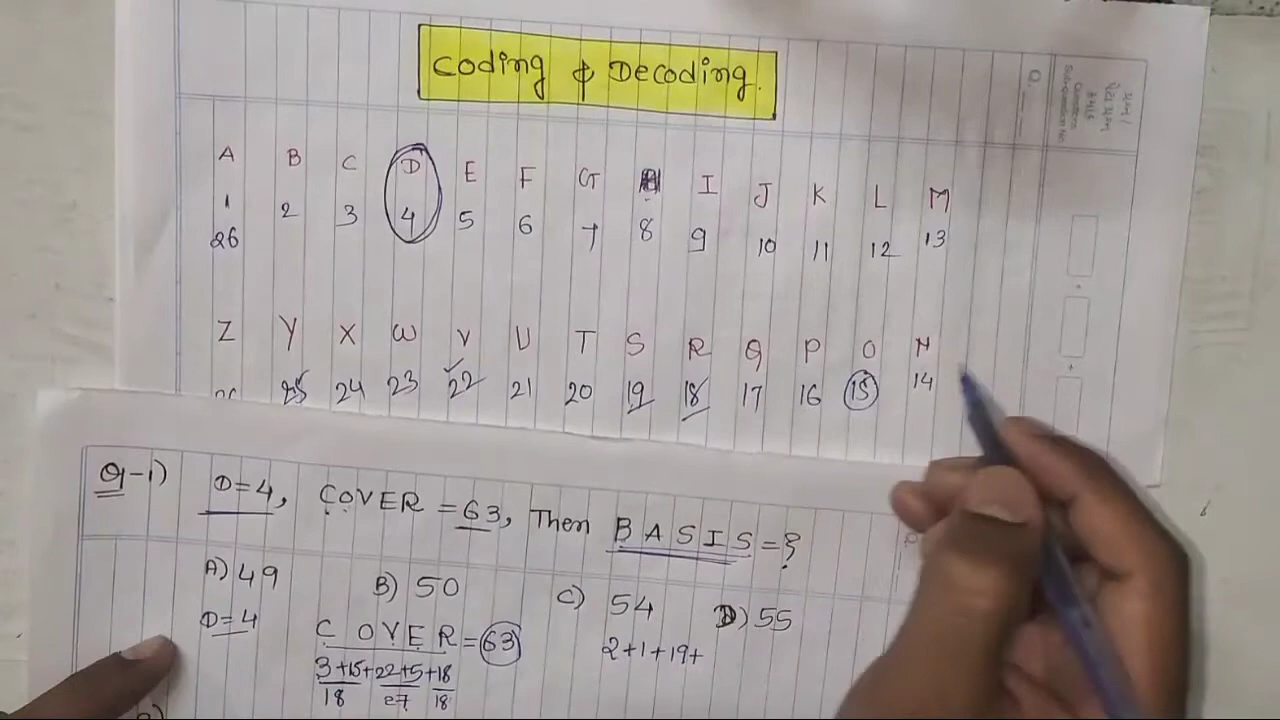 Coding & Decoding.
A B C D E F G H I J K L M
1 2 3 4 5 6 7 8 9 10 11 12 13
26
Z Y X W V U T S R Q P O N
26 25 24 23 22 21 20 19 18 17 16 15 14
Q-1) D=4, COVER = 63, Then BASIS = ?
A) 49 B) 50 C) 54 D) 55
D=4 C O V E R = 63 2+1+19+
3+15+22+5+18
18 27 18